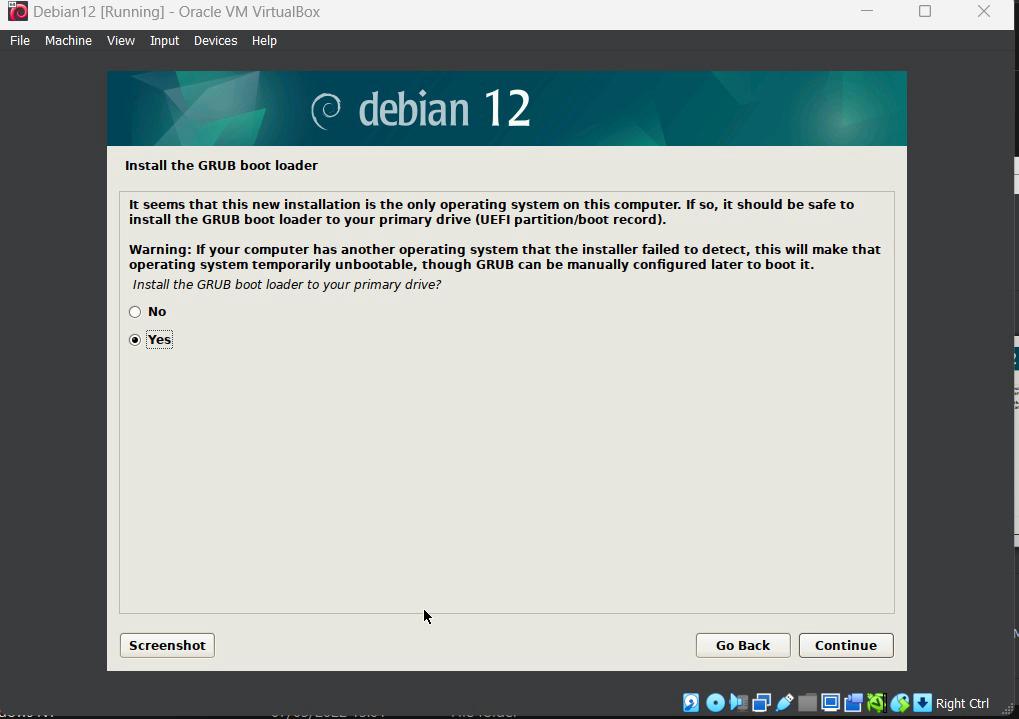 Debian12 [Running] - Oracle VM VirtualBox
File Machine View Input Devices Help
debian 12
Install the GRUB boot loader
It seems that this new installation is the only operating system on this computer. If so, it should be safe to
install the GRUB boot loader to your primary drive (UEFI partition/boot record).
Warning: If your computer has another operating system that the installer failed to detect, this will make that
operating system temporarily unbootable, though GRUB can be manually configured later to boot it.
Install the GRUB boot loader to your primary drive?
No
Yes
Screenshot Go Back Continue
Right Ctrl